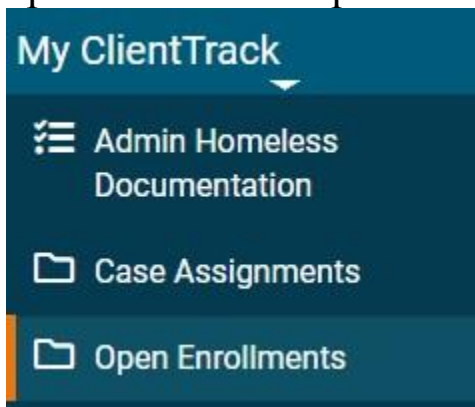 My ClientTrack
Admin Homeless
Documentation
Case Assignments
Open Enrollments